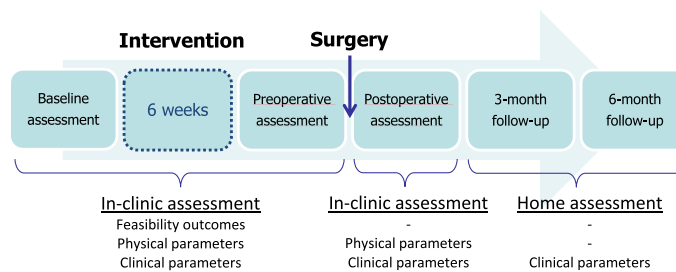 Intervention
Surgery
Baseline
assessment
6 weeks
Preoperative
assessment
Postoperative
assessment
3-month
follow-up
6-month
follow-up
In-clinic assessment
Feasibility outcomes
Physical parameters
Clinical parameters
In-clinic assessment
-
Physical parameters
Clinical parameters
Home assessment
-
-
Clinical parameters